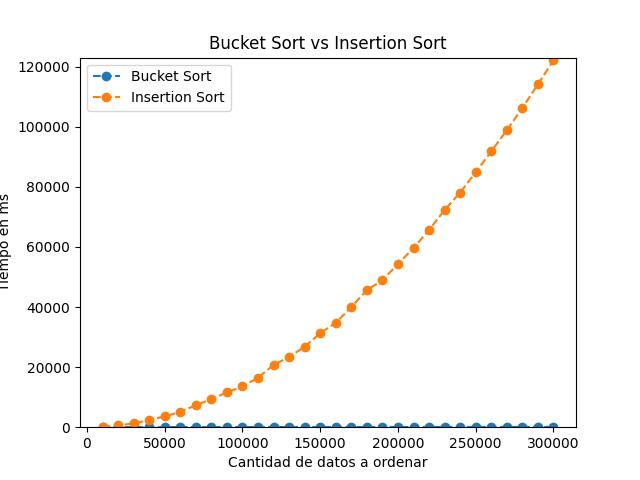 Bucket Sort vs Insertion Sort
Bucket Sort
Insertion Sort
120000
100000
80000
60000
40000
20000
0
Tiempo en ms
0
50000
100000
150000
200000
250000
300000
Cantidad de datos a ordenar